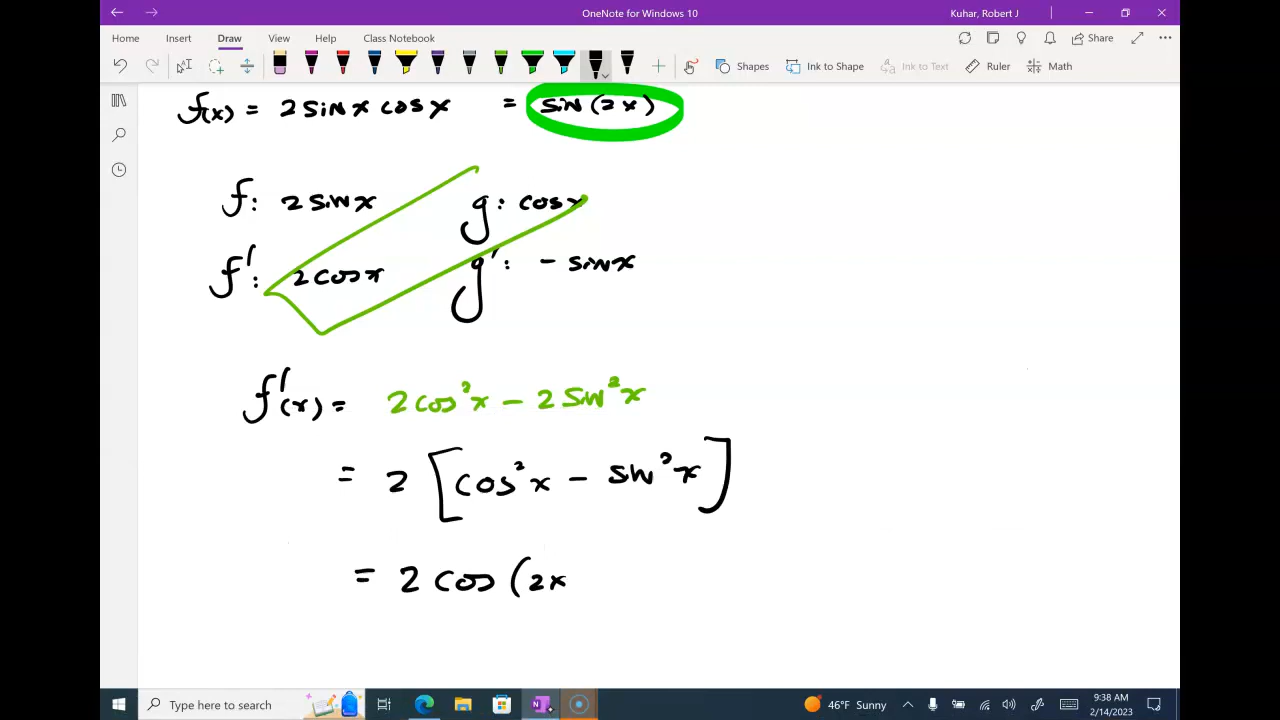 OneNote for Windows 10
Kuhar, Robert J
Home Insert Draw View Help Class Notebook Share
Shapes Ink to Shape Ink to Text Ruler Math
f(x) = 2 sin x cos x = sin (2x)
f: 2 sin x g: cos x
f': 2 cos x g': - sin x
f'(x) = 2 cos²x - 2 sin²x
= 2 [cos²x - sin²x]
= 2 cos (2x
Type here to search
46°F Sunny
9:38 AM
2/14/2023